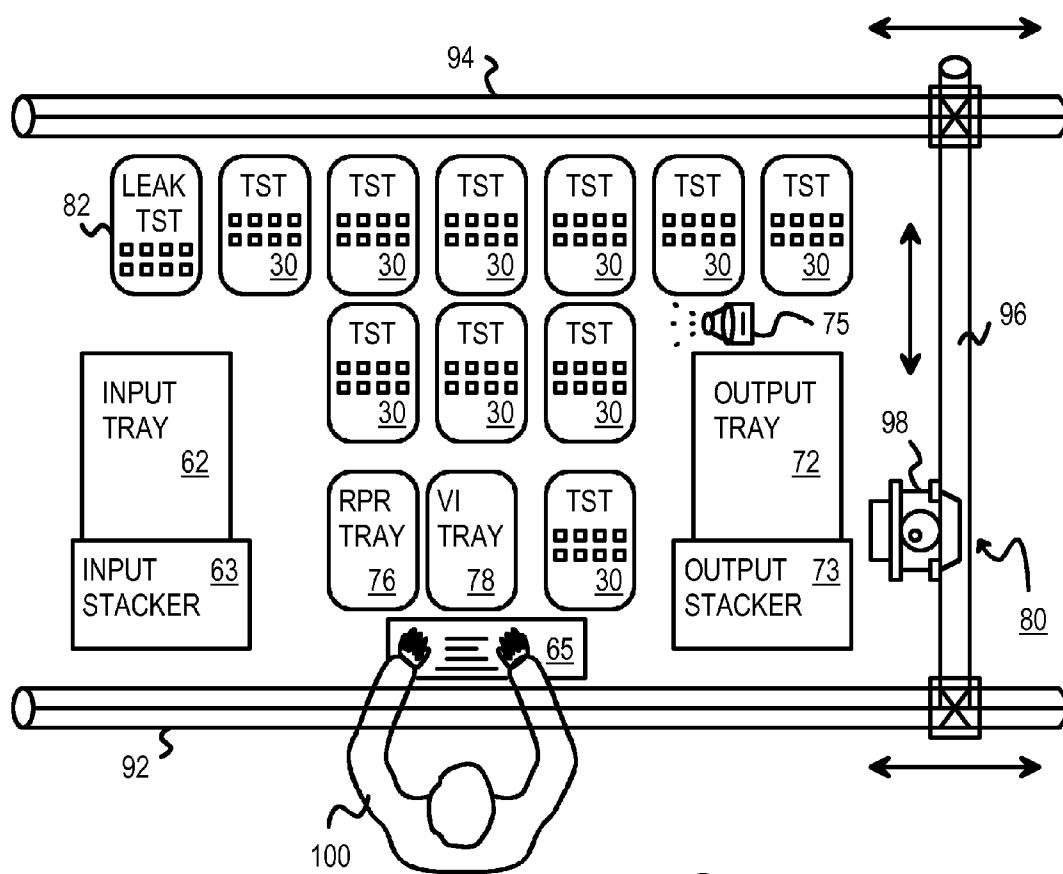 94
LEAK TST
82
TST 30
TST 30
TST 30
TST 30
TST 30
TST 30
75
96
TST 30
TST 30
TST 30
INPUT TRAY 62
OUTPUT TRAY 72
98
RPR TRAY 76
VI TRAY 78
TST 30
INPUT STACKER 63
OUTPUT STACKER 73
80
65
92
100